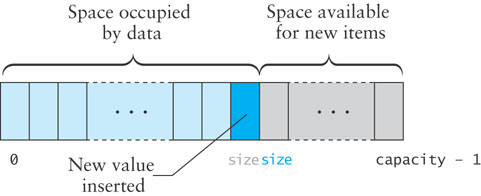 Space occupied
by data
Space available
for new items
...
...
0
size size
capacity – 1
New value
inserted